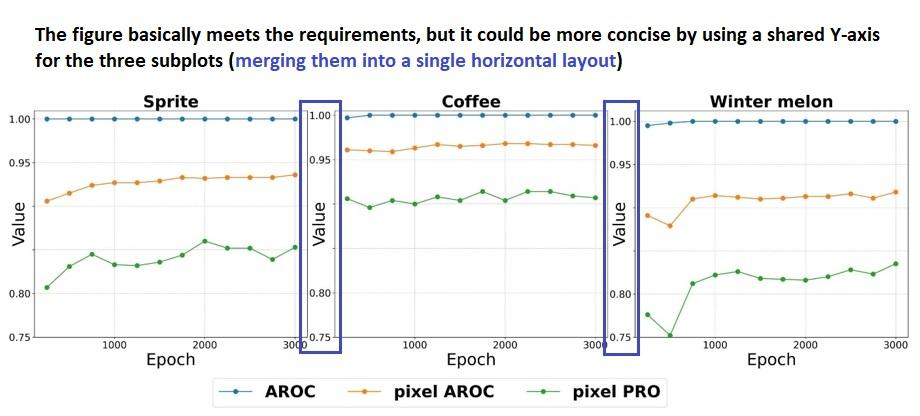 The figure basically meets the requirements, but it could be more concise by using a shared Y-axis
for the three subplots (merging them into a single horizontal layout)
Sprite
1.00
0.95
0.80
0.75
Value
1000
2000
3000
Epoch
Coffee
1.00
0.95
0.80
0.75
Value
1000
2000
3000
Epoch
Winter melon
1.00
0.95
0.80
0.75
Value
1000
2000
3000
Epoch
AROC
pixel AROC
pixel PRO